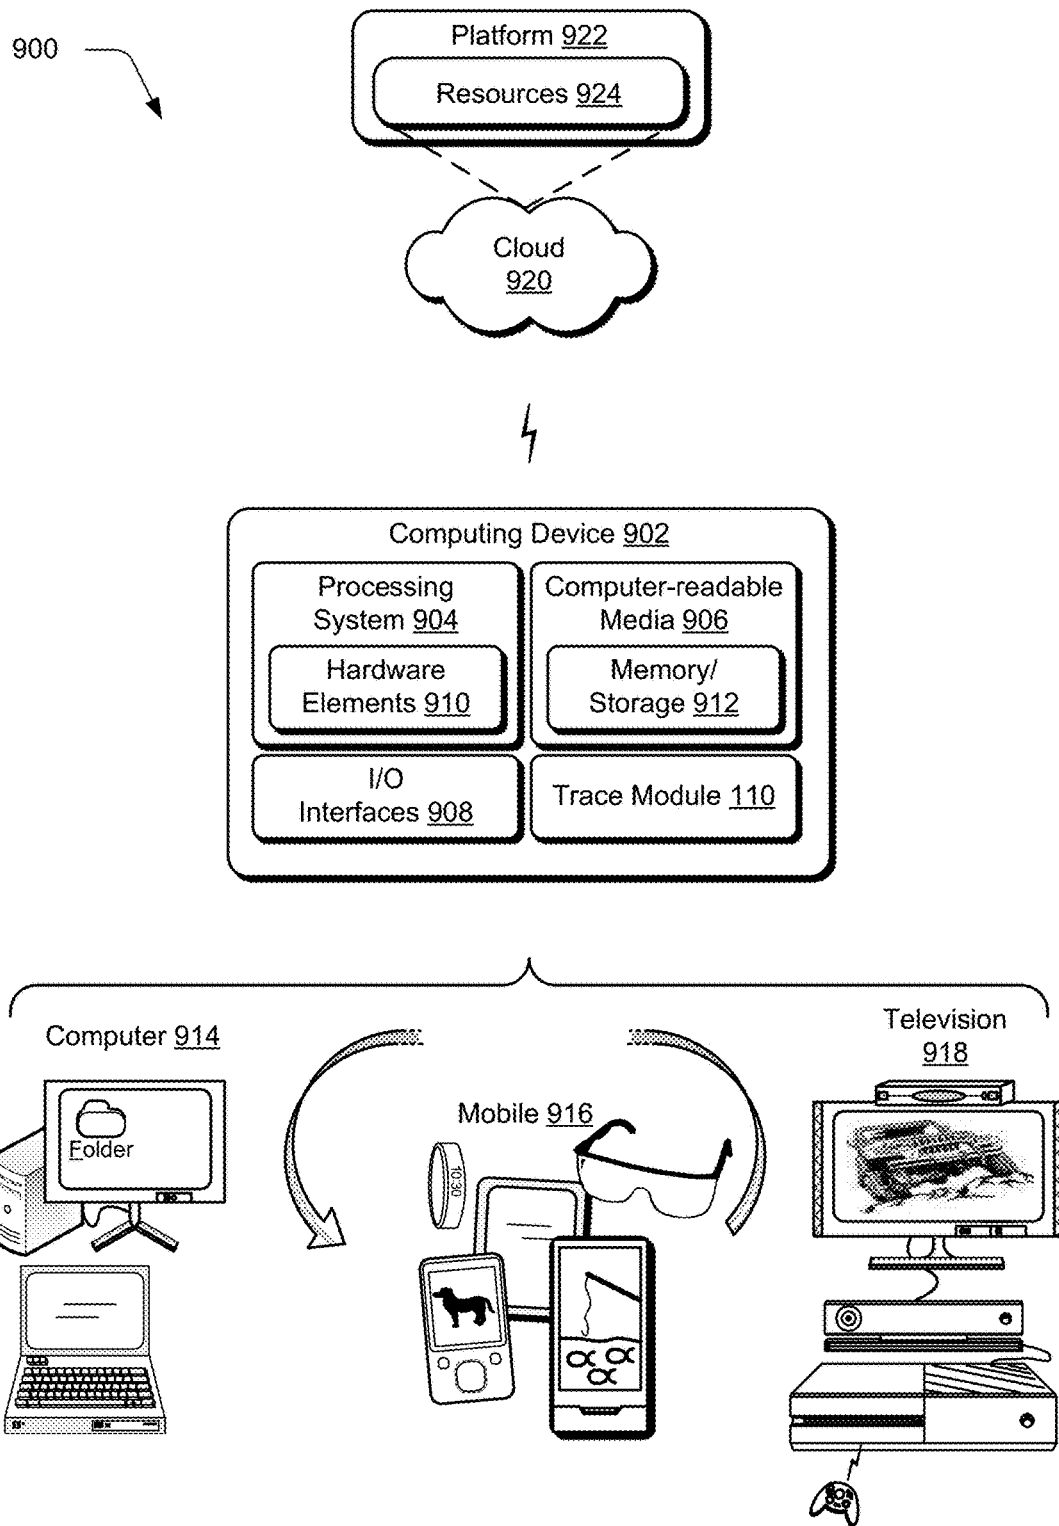 900
Platform 922
Resources 924
Cloud
920
Computing Device 902
Processing
System 904
Hardware
Elements 910
Computer-readable
Media 906
Memory/
Storage 912
I/O
Interfaces 908
Trace Module 110
Computer 914
Folder
Mobile 916
10:30
Television
918